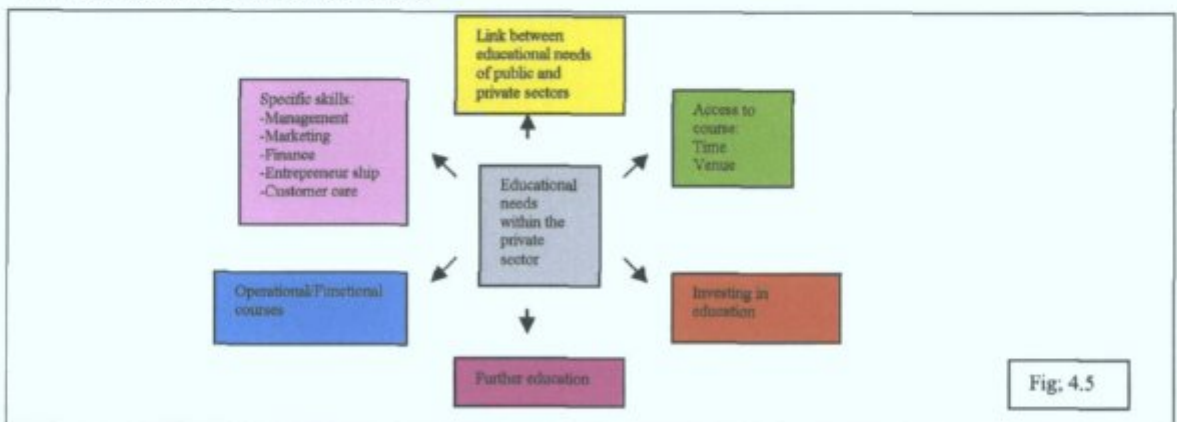 Link between
educational needs
of public and
private sectors
Specific skills:
-Management
-Marketing
-Finance
-Entrepreneur ship
-Customer care
Access to
course:
Time
Venue
Educational
needs
within the
private
sector
Operational/Functional
courses
Investing in
education
Further education
Fig; 4.5